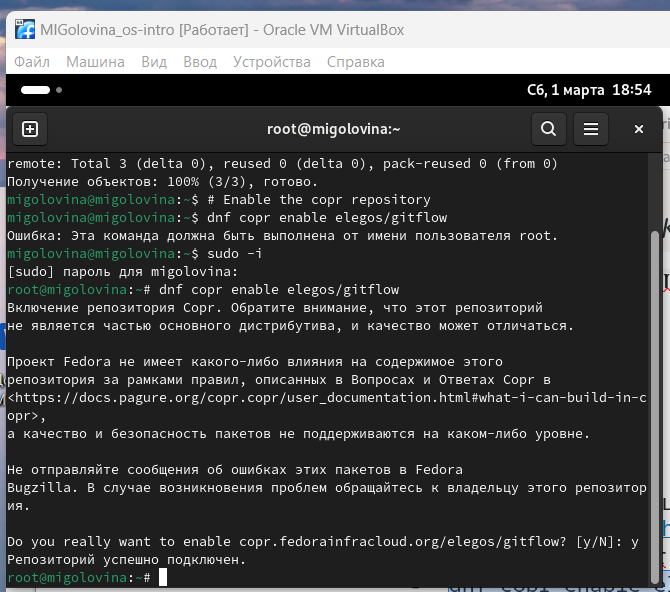 MIGolovina_os-intro [Работает] - Oracle VM VirtualBox
Файл Машина Вид Ввод Устройства Справка
Сб, 1 марта 18:54
root@migolovina:~
remote: Total 3 (delta 0), reused 0 (delta 0), pack-reused 0 (from 0)
Получение объектов: 100% (3/3), готово.
migolovina@migolovina:~$ # Enable the copr repository
migolovina@migolovina:~$ dnf copr enable elegos/gitflow
Ошибка: Эта команда должна быть выполнена от имени пользователя root.
migolovina@migolovina:~$ sudo -i
[sudo] пароль для migolovina:
root@migolovina:~# dnf copr enable elegos/gitflow
Включение репозитория Copr. Обратите внимание, что этот репозиторий
не является частью основного дистрибутива, и качество может отличаться.
Проект Fedora не имеет какого-либо влияния на содержимое этого
репозитория за рамками правил, описанных в Вопросах и Ответах Copr в
<https://docs.pagure.org/copr.copr/user_documentation.html#what-i-can-build-in-c
opr>,
а качество и безопасность пакетов не поддерживаются на каком-либо уровне.
Не отправляйте сообщения об ошибках этих пакетов в Fedora
Bugzilla. В случае возникновения проблем обращайтесь к владельцу этого репозитор
ия.
Do you really want to enable copr.fedorainfracloud.org/elegos/gitflow? [y/N]: y
Репозиторий успешно подключен.
root@migolovina:~#